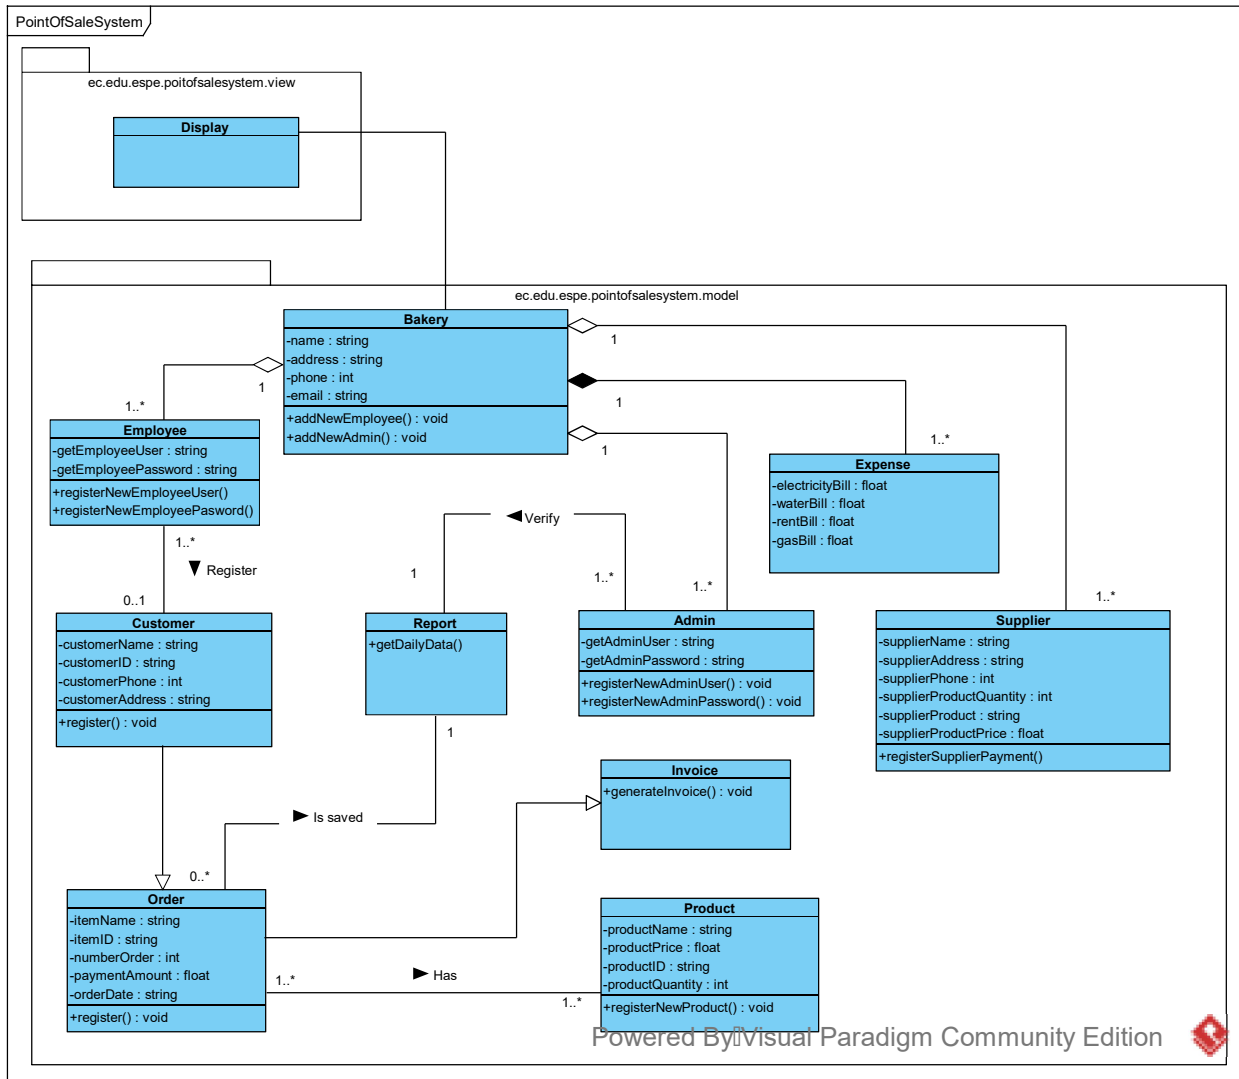 PointOfSaleSystem
ec.edu.espe.poitofsalesystem.view
Display
ec.edu.espe.pointofsalesystem.model
Bakery
-name : string
-address : string
-phone : int
-email : string
+addNewEmployee() : void
+addNewAdmin() : void
1
1
1
1
1..*
1..*
1..*
1..*
Employee
-getEmployeeUser : string
-getEmployeePassword : string
+registerNewEmployeeUser()
+registerNewEmployeePasword()
Expense
-electricityBill : float
-waterBill : float
-rentBill : float
-gasBill : float
1..*
Register
0..1
Verify
1
1..*
Customer
-customerName : string
-customerID : string
-customerPhone : int
-customerAddress : string
+register() : void
Report
+getDailyData()
Admin
-getAdminUser : string
-getAdminPassword : string
+registerNewAdminUser() : void
+registerNewAdminPassword() : void
Supplier
-supplierName : string
-supplierAddress : string
-supplierPhone : int
-supplierProductQuantity : int
-supplierProduct : string
-supplierProductPrice : float
+registerSupplierPayment()
1
Is saved
0..*
Invoice
+generateInvoice() : void
Order
-itemName : string
-itemID : string
-numberOrder : int
-paymentAmount : float
-orderDate : string
+register() : void
1..*
Has
1..*
Product
-productName : string
-productPrice : float
-productID : string
-productQuantity : int
+registerNewProduct() : void
Powered By Visual Paradigm Community Edition